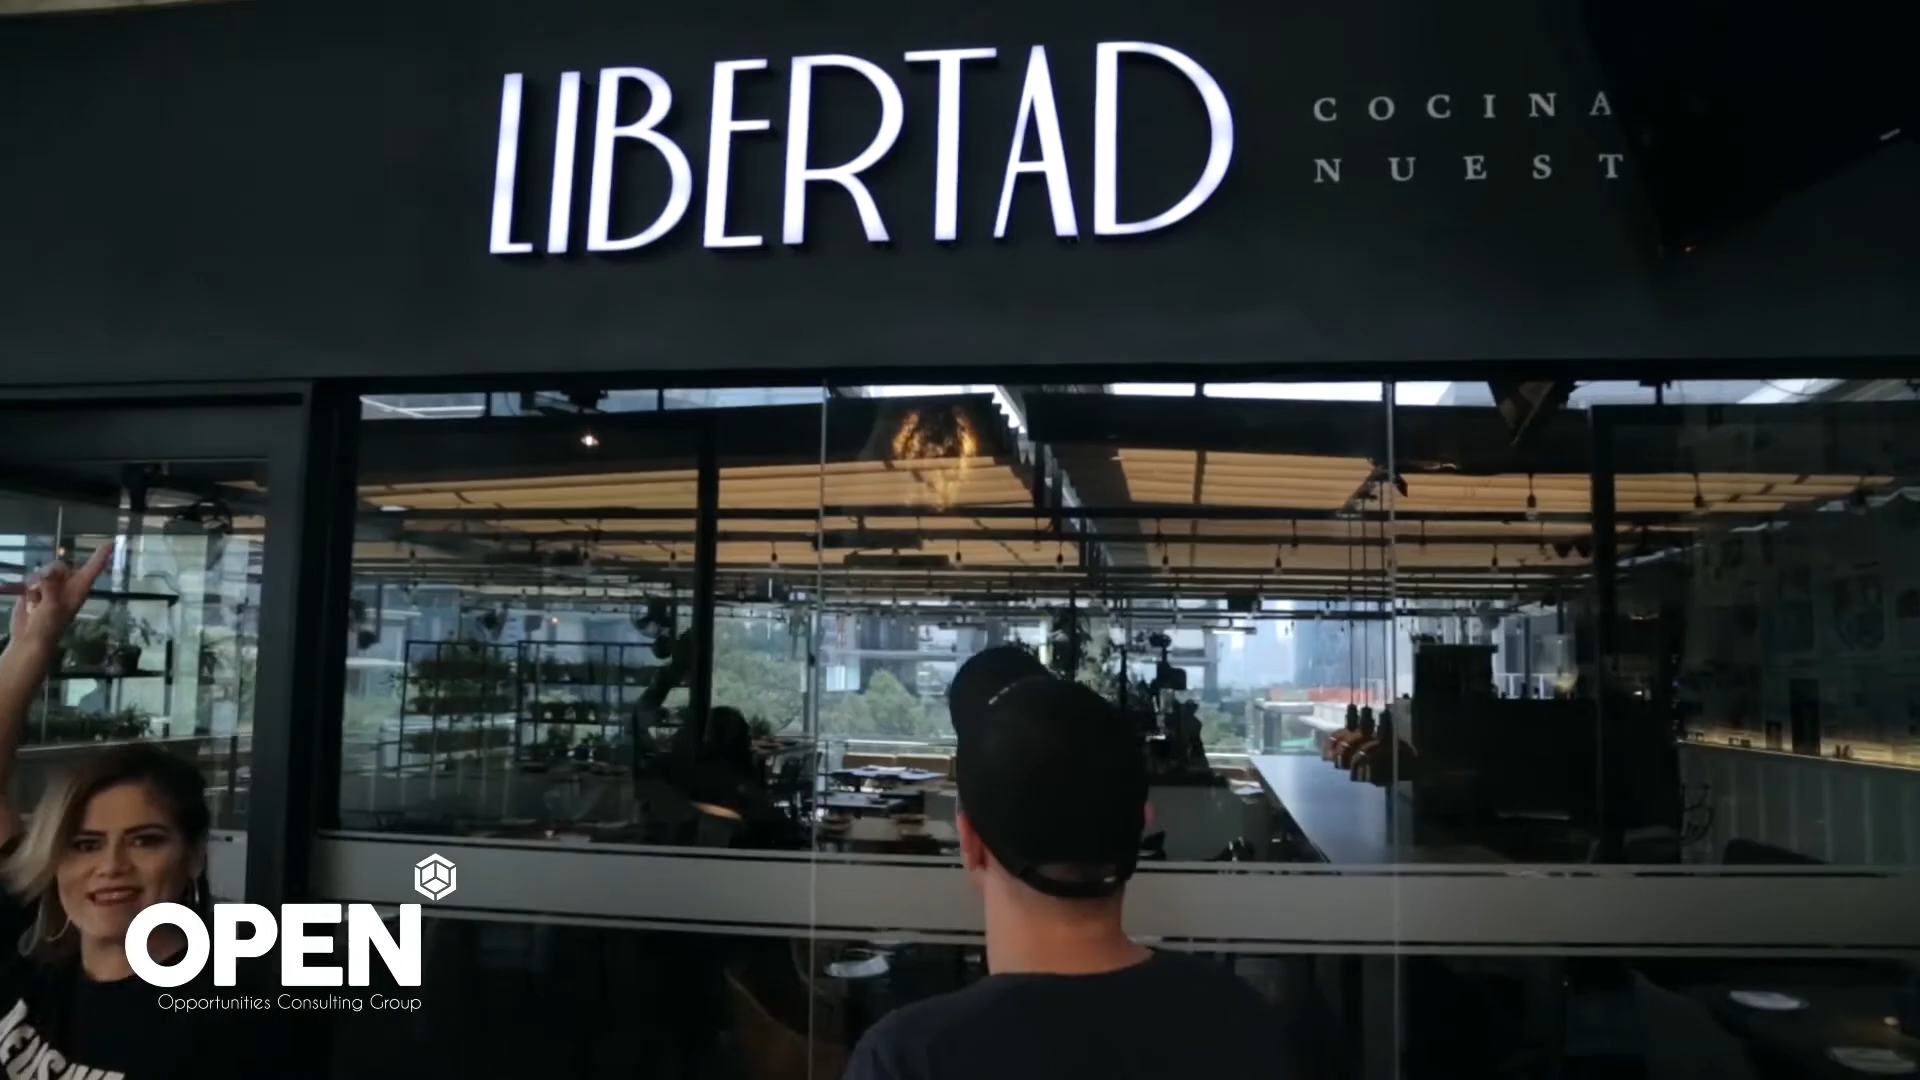 LIBERTAD
COCINA
NUEST
OPEN
Opportunities Consulting Group